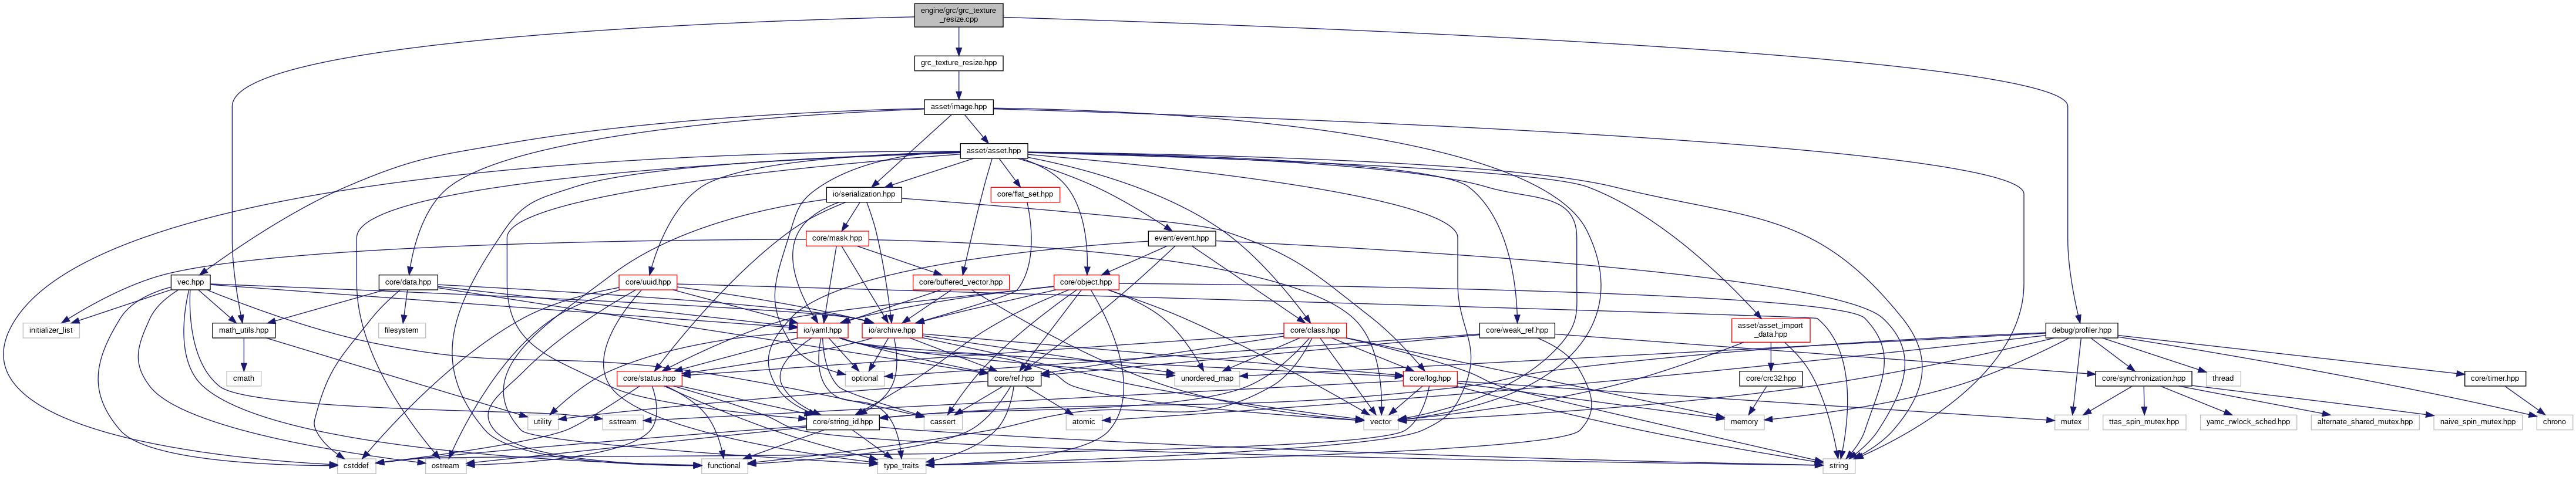 engine/grc/grc_texture
_resize.cpp
grc_texture_resize.hpp
asset/image.hpp
asset/asset.hpp
io/serialization.hpp
core/flat_set.hpp
core/mask.hpp
event/event.hpp
vec.hpp
core/data.hpp
core/uuid.hpp
core/buffered_vector.hpp
core/object.hpp
initializer_list
math_utils.hpp
filesystem
io/yaml.hpp
io/archive.hpp
core/class.hpp
core/weak_ref.hpp
asset/asset_import
_data.hpp
debug/profiler.hpp
cmath
core/status.hpp
optional
core/ref.hpp
unordered_map
core/log.hpp
core/crc32.hpp
core/synchronization.hpp
thread
core/timer.hpp
utility
sstream
core/string_id.hpp
cassert
atomic
vector
memory
mutex
ttas_spin_mutex.hpp
yamc_rwlock_sched.hpp
alternate_shared_mutex.hpp
naive_spin_mutex.hpp
chrono
cstddef
ostream
functional
type_traits
string